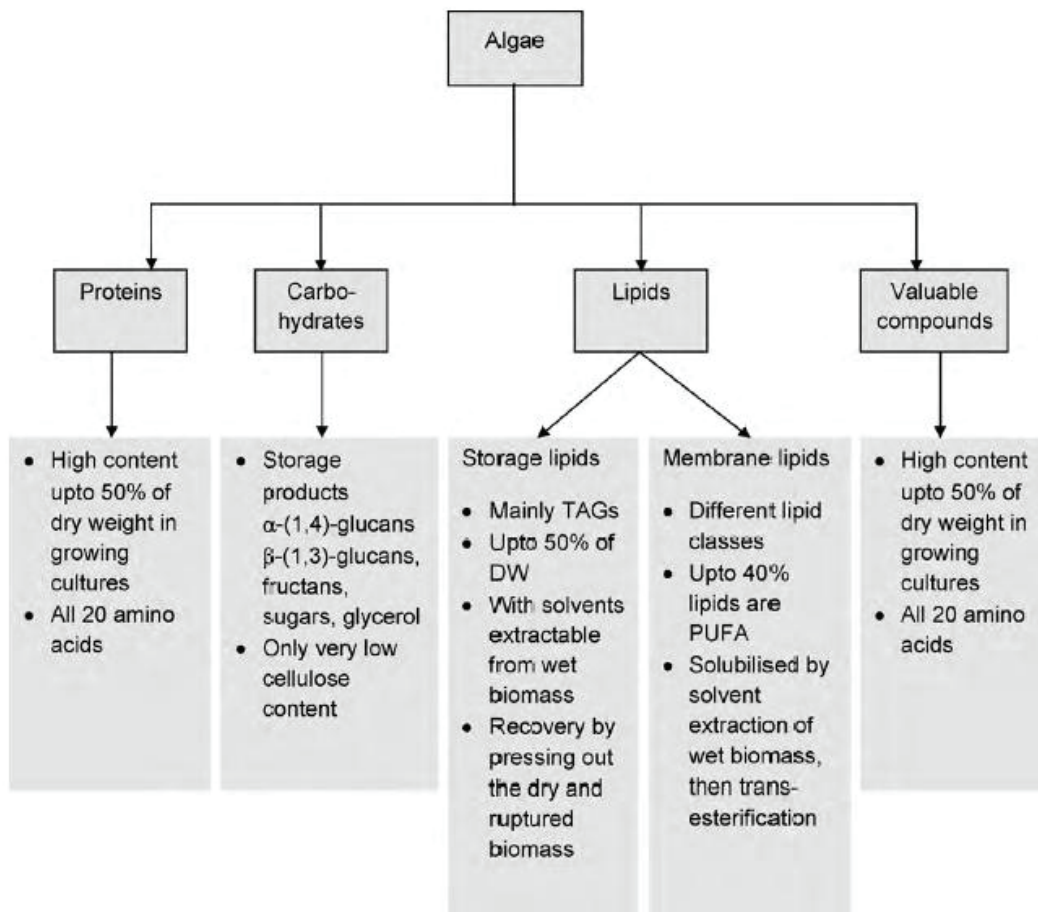 Algae
Proteins
Carbo-
hydrates
Lipids
Valuable
compounds
• High content
upto 50% of
dry weight in
growing
cultures
• All 20 amino
acids
• Storage
products
α-(1,4)-glucans
β-(1,3)-glucans,
fructans,
sugars, glycerol
• Only very low
cellulose
content
Storage lipids
• Mainly TAGs
• Upto 50% of
DW
• With solvents
extractable
from wet
biomass
• Recovery by
pressing out
the dry and
ruptured
biomass
Membrane lipids
• Different lipid
classes
• Upto 40%
lipids are
PUFA
• Solubilised by
solvent
extraction of
wet biomass,
then trans-
esterification
• High content
upto 50% of
dry weight in
growing
cultures
• All 20 amino
acids